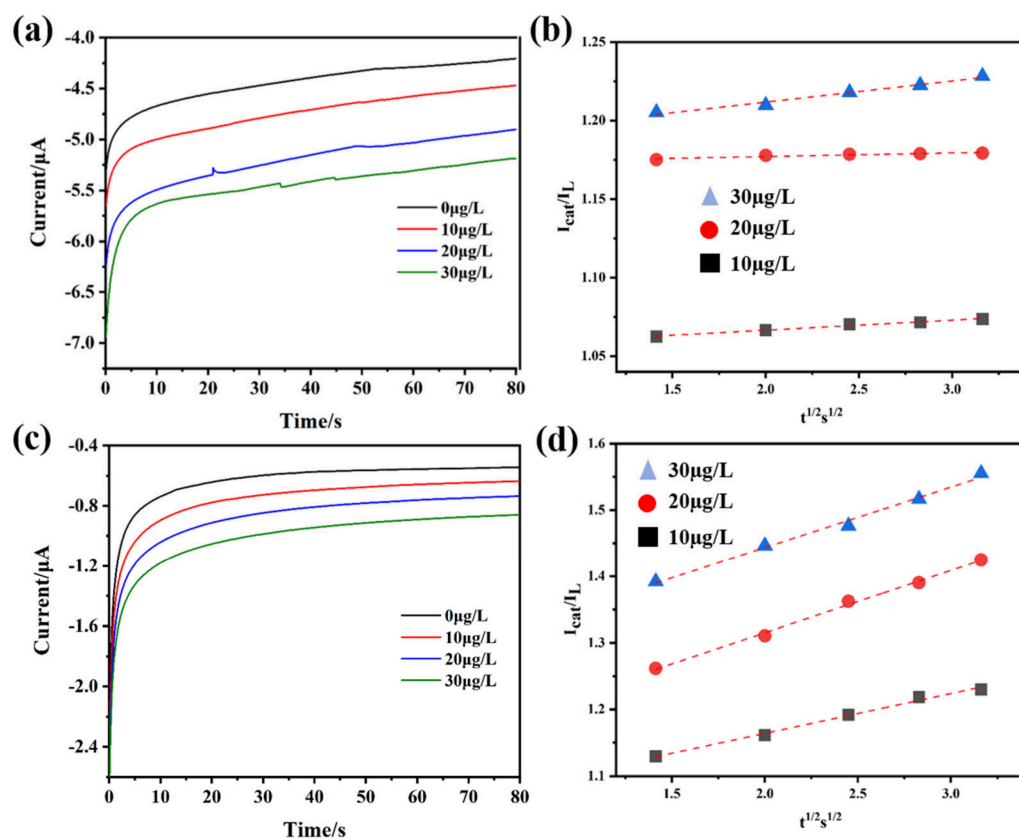 (a)
-4.0
-4.5
-5.0
-5.5
-6.0
-6.5
-7.0
Current/μA
0μg/L
10μg/L
20μg/L
30μg/L
0 10 20 30 40 50 60 70 80
Time/s
(b)
1.25
1.20
1.15
1.10
1.05
Icat/IL
30μg/L
20μg/L
10μg/L
1.5 2.0 2.5 3.0
t1/2s1/2
(c)
-0.4
-0.8
-1.2
-1.6
-2.0
-2.4
Current/μA
0μg/L
10μg/L
20μg/L
30μg/L
0 10 20 30 40 50 60 70 80
Time/s
(d)
1.6
1.5
1.4
1.3
1.2
1.1
Icat/IL
30μg/L
20μg/L
10μg/L
1.5 2.0 2.5 3.0
t1/2s1/2